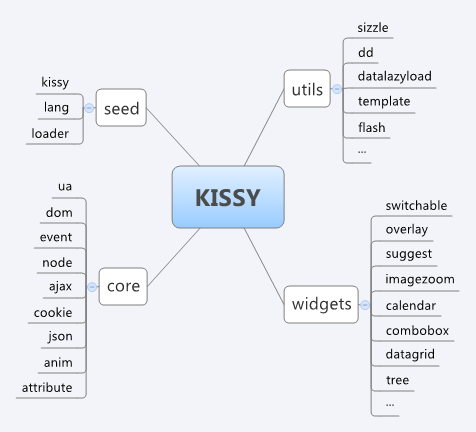 KISSY
seed
kissy
lang
loader
core
ua
dom
event
node
ajax
cookie
json
anim
attribute
utils
sizzle
dd
datalazyload
template
flash
...
widgets
switchable
overlay
suggest
imagezoom
calendar
combobox
datagrid
tree
...